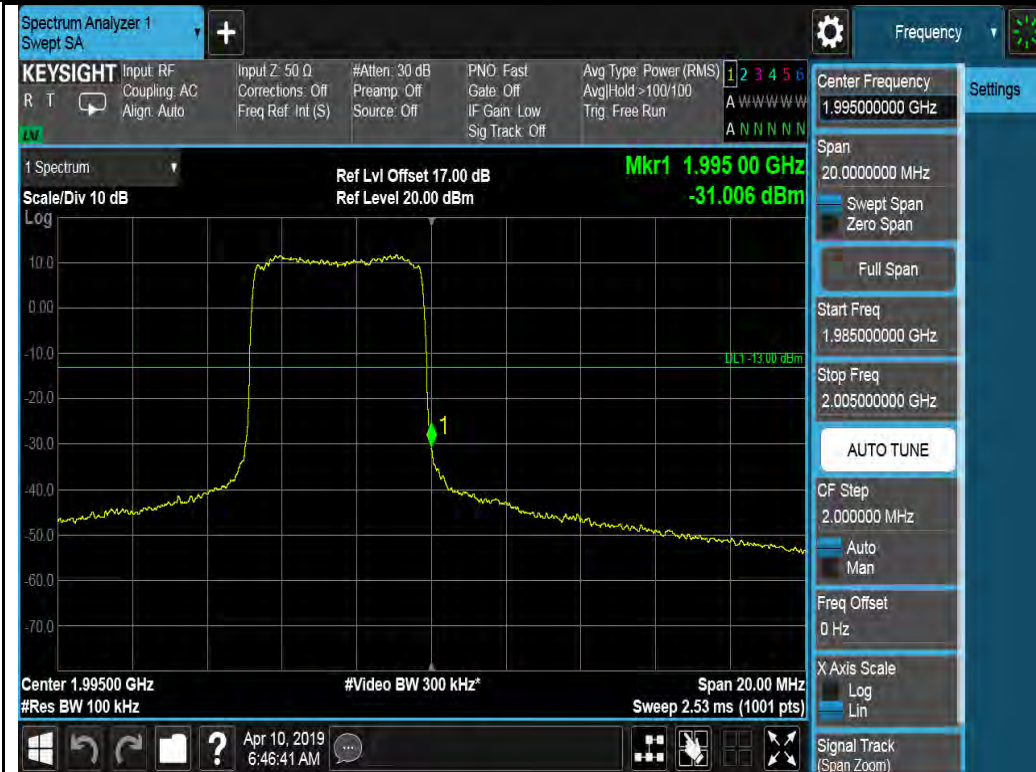 Spectrum Analyzer 1
Swept SA
+
Frequency
KEYSIGHT
R T
LXI
Input: RF
Coupling: AC
Align: Auto
Input Z: 50 Ω
Corrections: Off
Freq Ref: Int (S)
#Atten: 30 dB
Preamp: Off
Source: Off
PNO: Fast
Gate: Off
IF Gain: Low
Sig Track: Off
Avg Type: Power (RMS)
Avg|Hold:>100/100
Trig: Free Run
1 2 3 4 5 6
A W W W W W
A N N N N N
1 Spectrum
Scale/Div 10 dB
Log
Ref Lvl Offset 17.00 dB
Ref Level 20.00 dBm
Mkr1 1.995 00 GHz
-31.006 dBm
10.0
0.00
-10.0
-20.0
-30.0
-40.0
-50.0
-60.0
-70.0
DL1 -13.00 dBm
1
Center 1.99500 GHz
#Res BW 100 kHz
#Video BW 300 kHz*
Span 20.00 MHz
Sweep 2.53 ms (1001 pts)
?
Apr 10, 2019
6:46:41 AM
Center Frequency
1.995000000 GHz
Settings
Span
20.0000000 MHz
Swept Span
Zero Span
Full Span
Start Freq
1.985000000 GHz
Stop Freq
2.005000000 GHz
AUTO TUNE
CF Step
2.000000 MHz
Auto
Man
Freq Offset
0 Hz
X Axis Scale
Log
Lin
Signal Track
(Span Zoom)